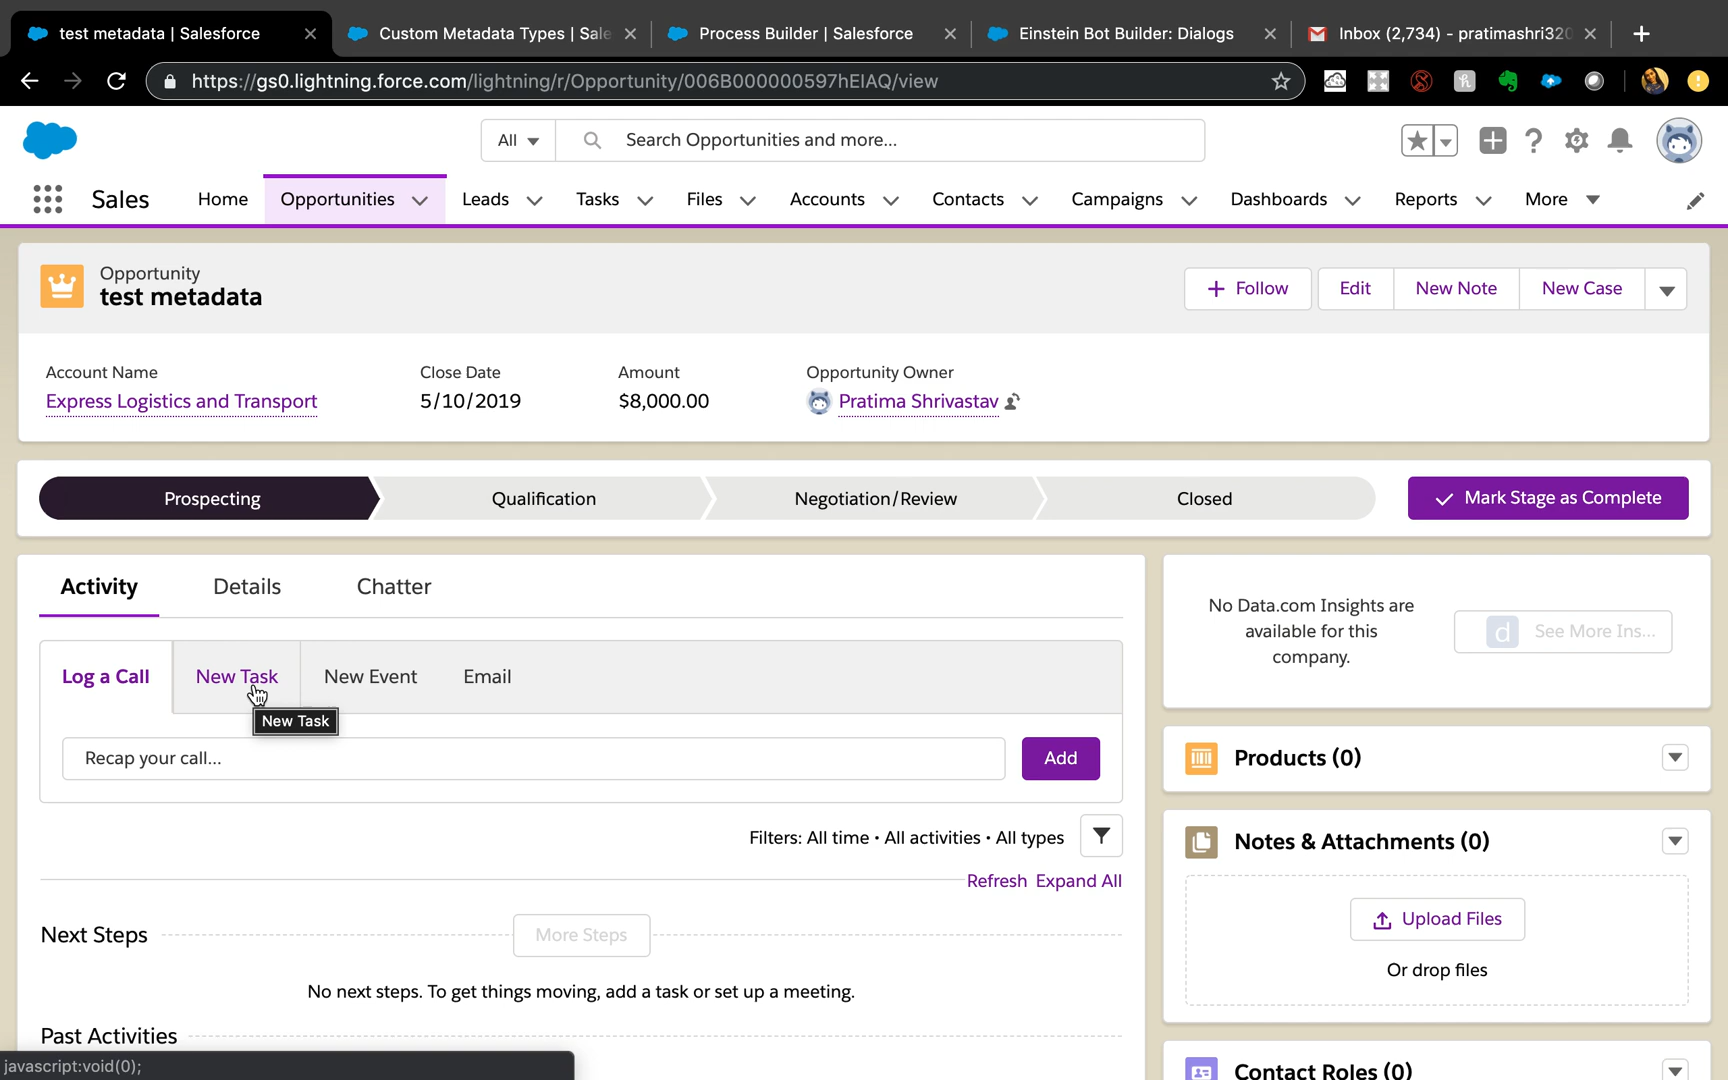 test metadata | Salesforce
Custom Metadata Types | Sale
Process Builder | Salesforce
Einstein Bot Builder: Dialogs
Inbox (2,734) - pratimashri320
https://gs0.lightning.force.com/lightning/r/Opportunity/006B000000597hEIAQ/view
All
Search Opportunities and more...
Sales
Home
Opportunities
Leads
Tasks
Files
Accounts
Contacts
Campaigns
Dashboards
Reports
More
Opportunity
test metadata
+ Follow
Edit
New Note
New Case
Account Name
Close Date
Amount
Opportunity Owner
Express Logistics and Transport
5/10/2019
$8,000.00
Pratima Shrivastav
Prospecting
Qualification
Negotiation/Review
Closed
Mark Stage as Complete
Activity
Details
Chatter
Log a Call
New Task
New Event
Email
New Task
Recap your call...
Add
Filters: All time • All activities • All types
Refresh
Expand All
Next Steps
More Steps
No next steps. To get things moving, add a task or set up a meeting.
Past Activities
javascript:void(0);
No Data.com Insights are
available for this
company.
d
See More Ins...
Products (0)
Notes & Attachments (0)
Upload Files
Or drop files
Contact Roles (0)